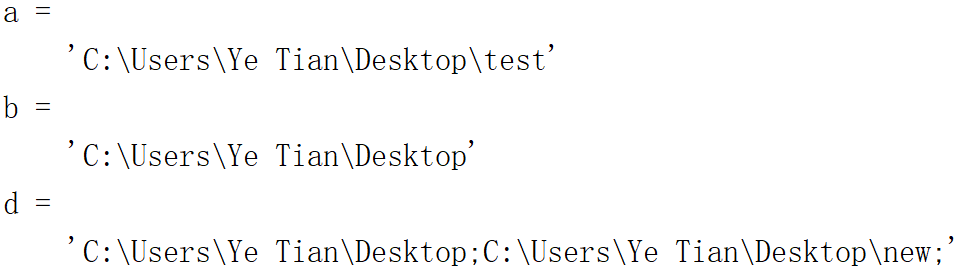 a =
'C:\Users\Ye Tian\Desktop\test'
b =
'C:\Users\Ye Tian\Desktop'
d =
'C:\Users\Ye Tian\Desktop;C:\Users\Ye Tian\Desktop\new;'